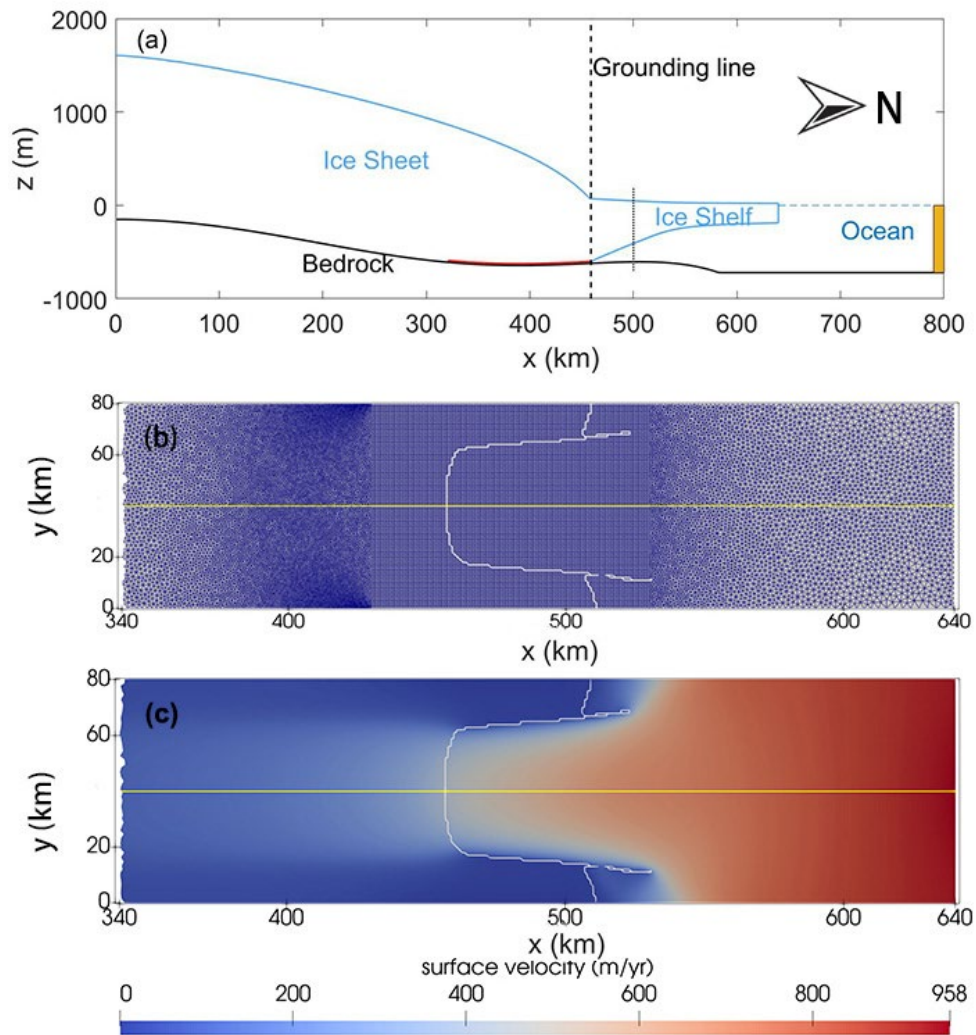 2000
(a)
Grounding line
1000
N
z (m)
Ice Sheet
0
Ice Shelf
Ocean
Bedrock
-1000
0 100 200 300 400 500 600 700 800
x (km)
80
(b)
60
y (km)
20
0
340 400 500 600 640
x (km)
80
(c)
60
y (km)
20
0
340 400 500 600 640
x (km)
surface velocity (m/yr)
0 200 400 600 800 958